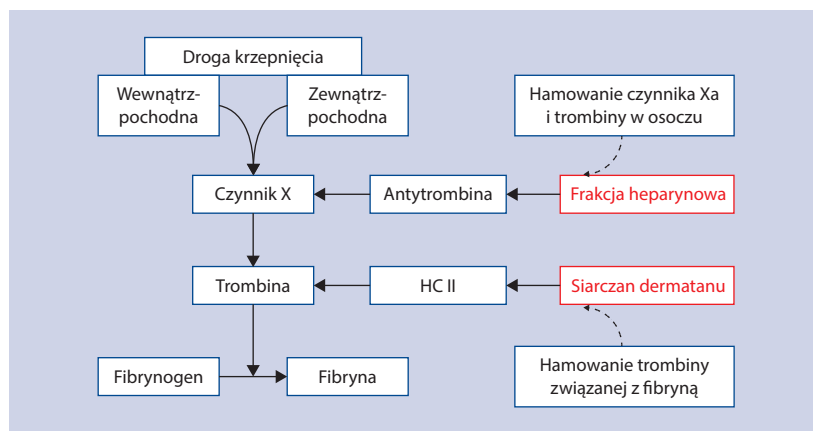 Droga krzepnięcia
Wewnątrz-
pochodna
Zewnątrz-
pochodna
Hamowanie czynnika Xa
i trombiny w osoczu
Czynnik X
Antytrombina
Frakcja heparynowa
Trombina
HC II
Siarczan dermatanu
Fibrynogen
Fibryna
Hamowanie trombiny
związanej z fibryną